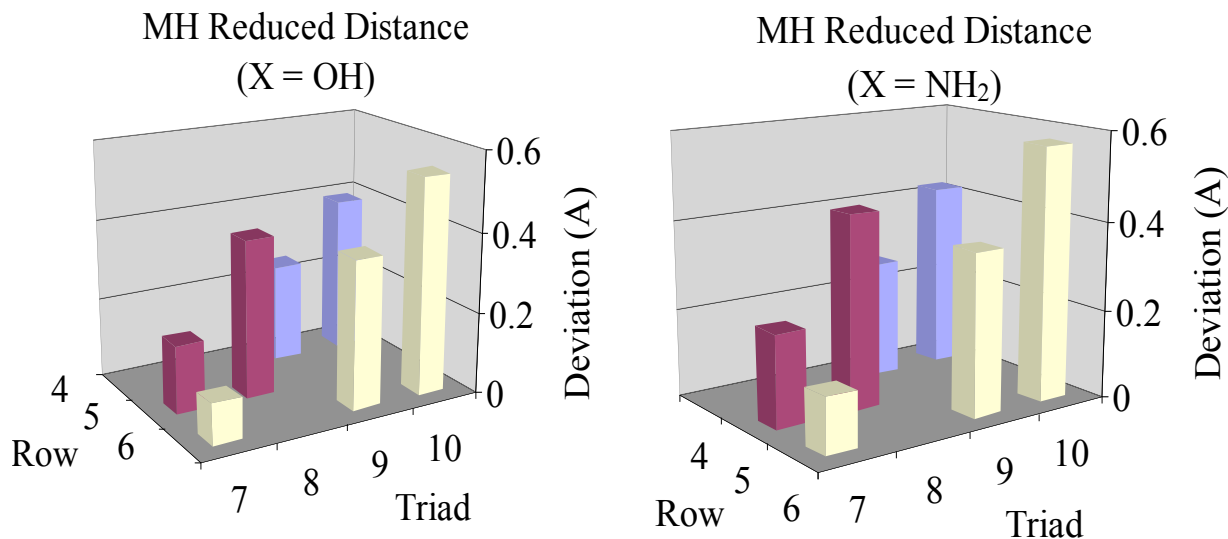 MH Reduced Distance
(X = OH)
0.6
0.4
0.2
0
Deviation (A)
4
5
6
Row
7
8
9
10
Triad
MH Reduced Distance
(X = NH₂)
0.6
0.4
0.2
0
Deviation (A)
4
5
6
Row
7
8
9
10
Triad